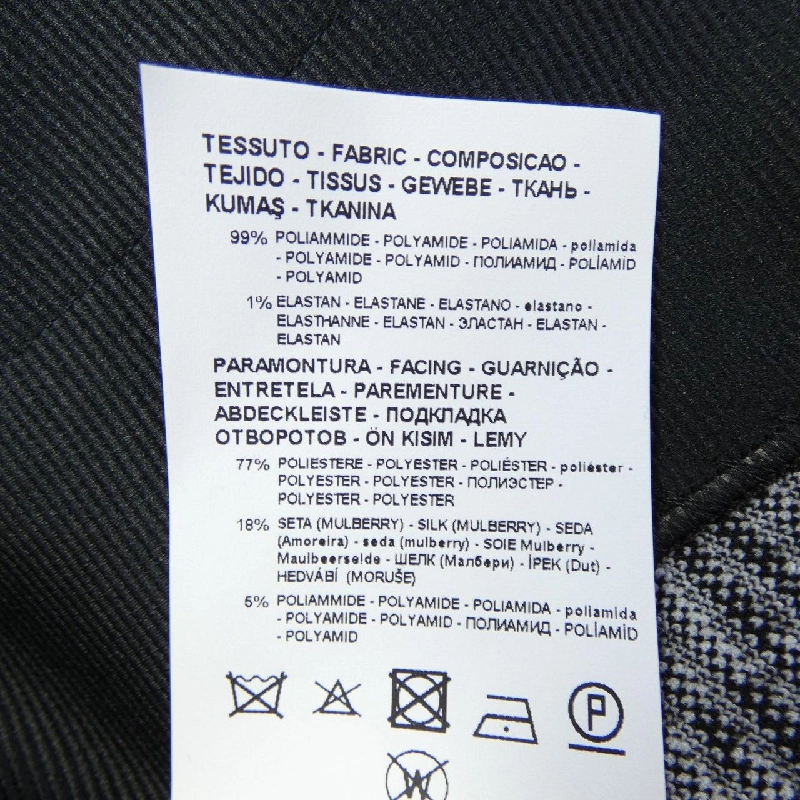 TESSUTO - FABRIC - COMPOSICAO -
TEJIDO - TISSUS - GEWEBE - ТКАНЬ -
KUMAŞ - TKANINA
99% POLIAMMIDE - POLYAMIDE - POLIAMIDA - poliamida
- POLYAMIDE - POLYAMID - ПОЛИАМИД - POLİAMİD
- POLYAMID
1% ELASTAN - ELASTANE - ELASTANO - elastano -
ELASTHANNE - ELASTAN - ЭЛАСТАН - ELASTAN -
ELASTAN
PARAMONTURA - FACING - GUARNIÇÃO -
ENTRETELA - PAREMENTURE -
ABDECKLEISTE - ПОДКЛАДКА
ОТВОРОТОВ - ÖN KISIM - LEMY
77% POLIESTERE - POLYESTER - POLIÉSTER - poliéster -
POLYESTER - POLYESTER - ПОЛИЭСТЕР -
POLYESTER - POLYESTER
18% SETA (MULBERRY) - SILK (MULBERRY) - SEDA
(Amoreira) - seda (mulberry) - SOIE Mulberry -
Maulbeerseide - ШЕЛК (Малбери) - İPEK (Dut) -
HEDVÁBÍ (MORUŠE)
5% POLIAMMIDE - POLYAMIDE - POLIAMIDA - poliamida
- POLYAMIDE - POLYAMID - ПОЛИАМИД - POLİAMİD
- POLYAMID
P
W